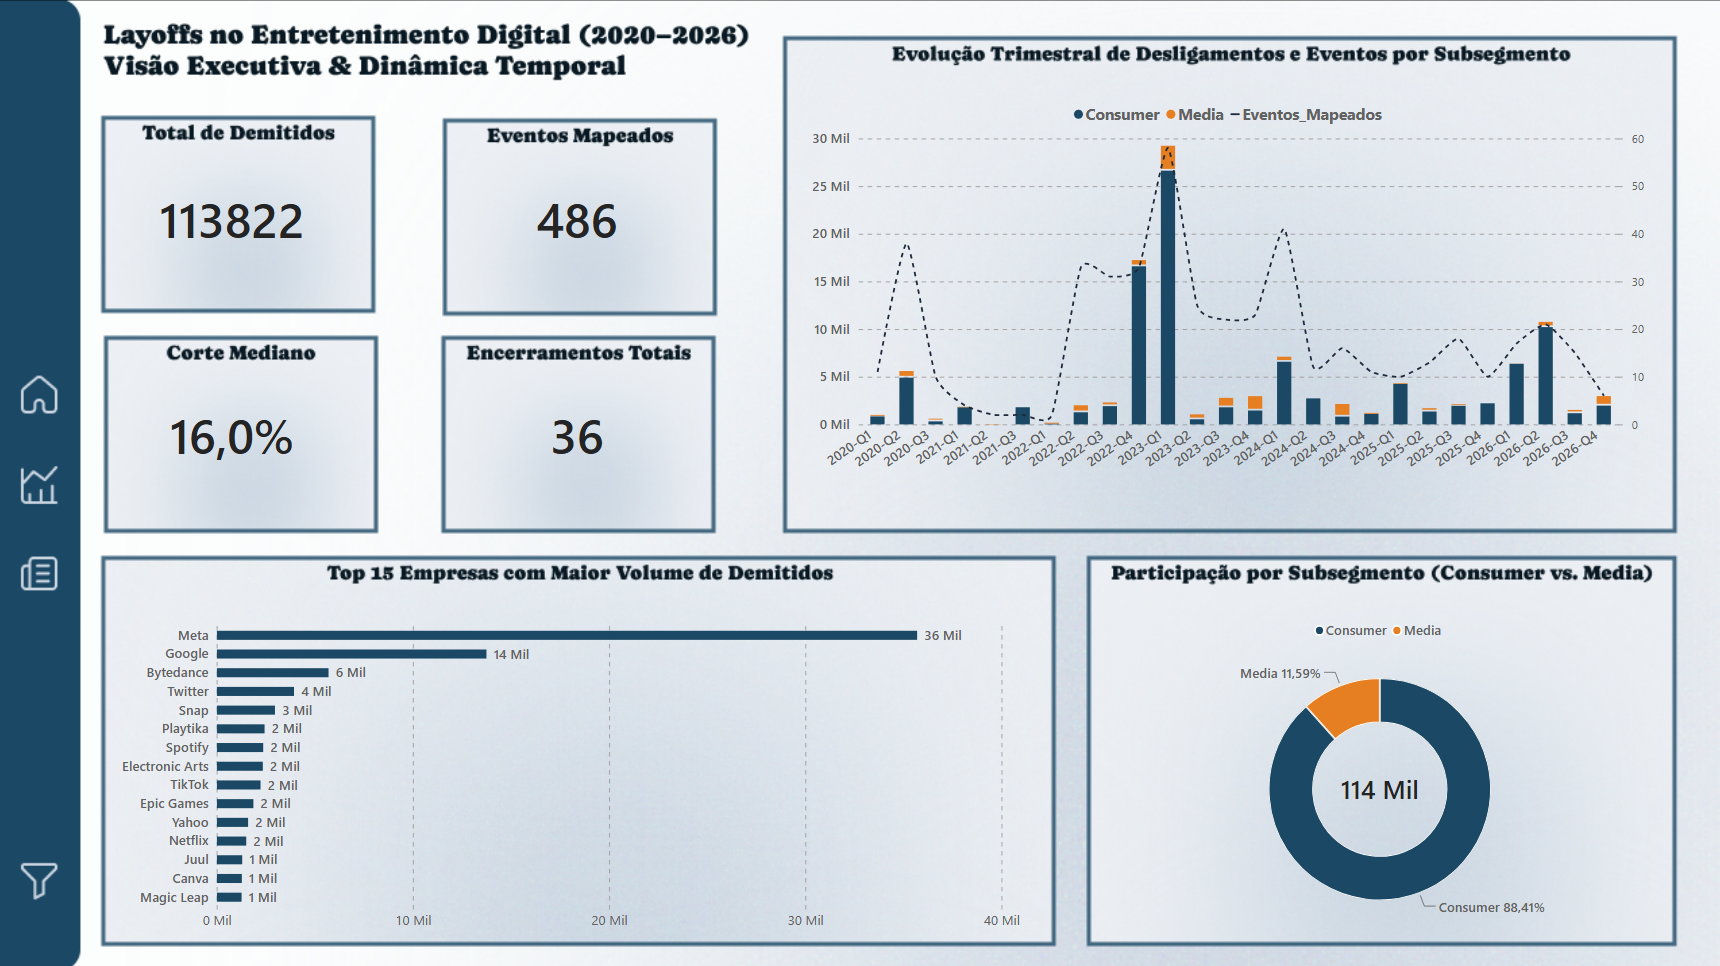 Layoffs no Entretenimento Digital (2020–2026)
Visão Executiva & Dinâmica Temporal
Total de Demitidos
113822
Eventos Mapeados
486
Corte Mediano
16,0%
Encerramentos Totais
36
Evolução Trimestral de Desligamentos e Eventos por Subsegmento
Consumer Media Eventos_Mapeados
30 Mil 60
25 Mil 50
20 Mil 40
15 Mil 30
10 Mil 20
5 Mil 10
0 Mil 0
2020-Q1 2020-Q2 2020-Q3 2021-Q1 2021-Q2 2021-Q3 2022-Q1 2022-Q2 2022-Q3 2022-Q4 2023-Q1 2023-Q2 2023-Q3 2023-Q4 2024-Q1 2024-Q2 2024-Q3 2024-Q4 2025-Q1 2025-Q2 2025-Q3 2025-Q4 2026-Q1 2026-Q2 2026-Q3 2026-Q4
Top 15 Empresas com Maior Volume de Demitidos
Meta 36 Mil
Google 14 Mil
Bytedance 6 Mil
Twitter 4 Mil
Snap 3 Mil
Playtika 2 Mil
Spotify 2 Mil
Electronic Arts 2 Mil
TikTok 2 Mil
Epic Games 2 Mil
Yahoo 2 Mil
Netflix 2 Mil
Juul 1 Mil
Canva 1 Mil
Magic Leap 1 Mil
0 Mil 10 Mil 20 Mil 30 Mil 40 Mil
Participação por Subsegmento (Consumer vs. Media)
Consumer Media
Media 11,59%
114 Mil
Consumer 88,41%